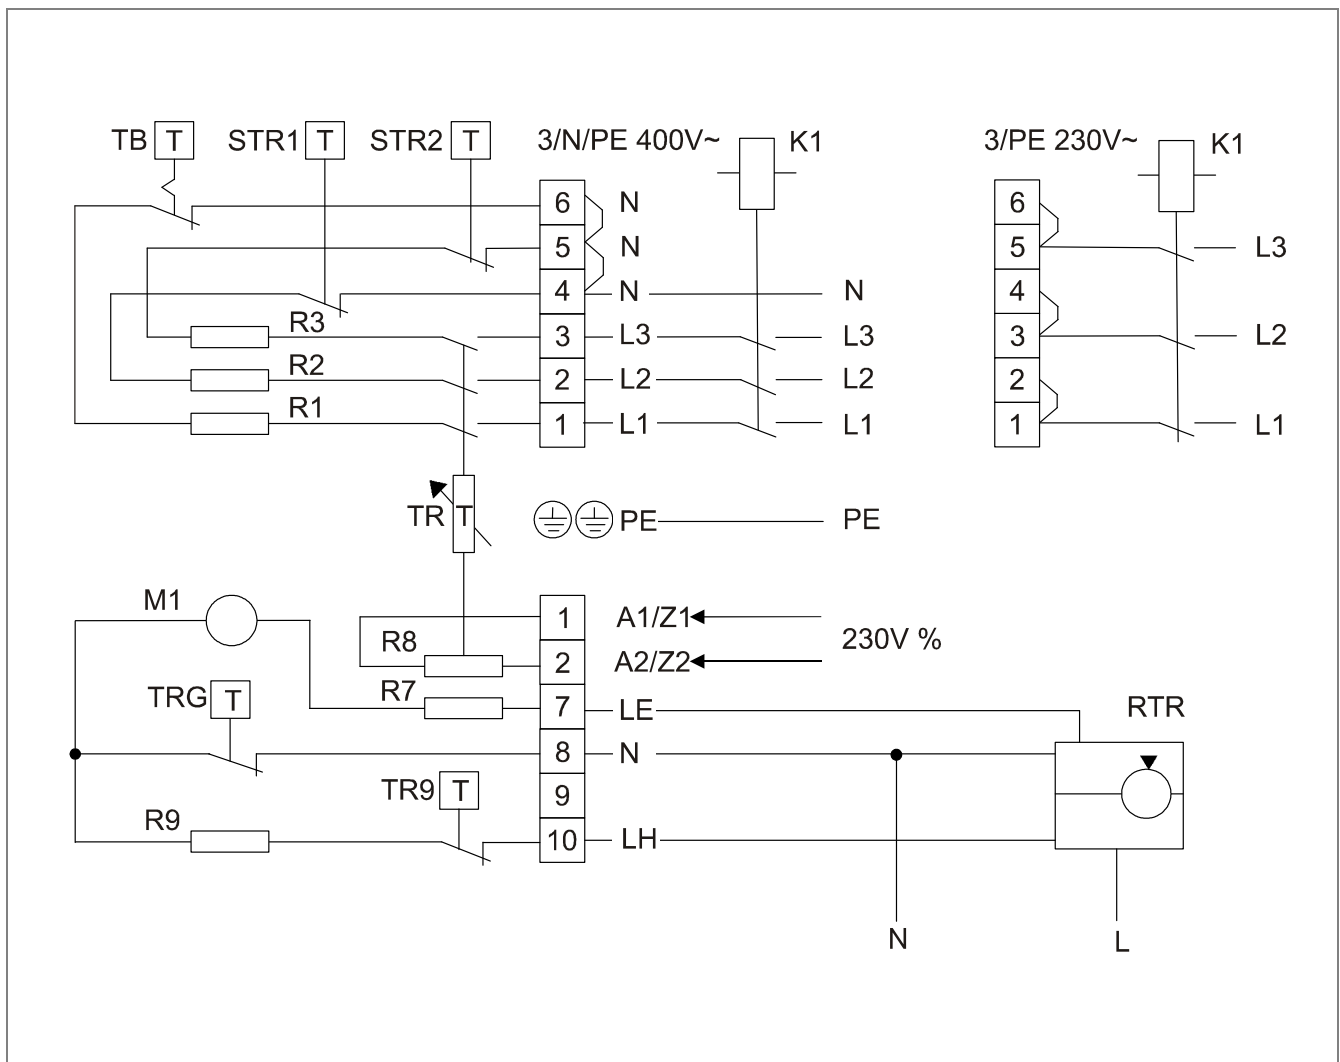 TB T STR1 T STR2 T 3/N/PE 400V~ K1 3/PE 230V~ K1
6 N 6
5 N 5 L3
4 N N 4
R3 3 L3 L3 3 L2
R2 2 L2 L2 2
R1 1 L1 L1 1 L1
TR T PE PE
M1 1 A1/Z1
R8 230V %
2 A2/Z2
R7 7 LE RTR
TRG T
8 N
TR9 T 9
R9 10 LH
N L